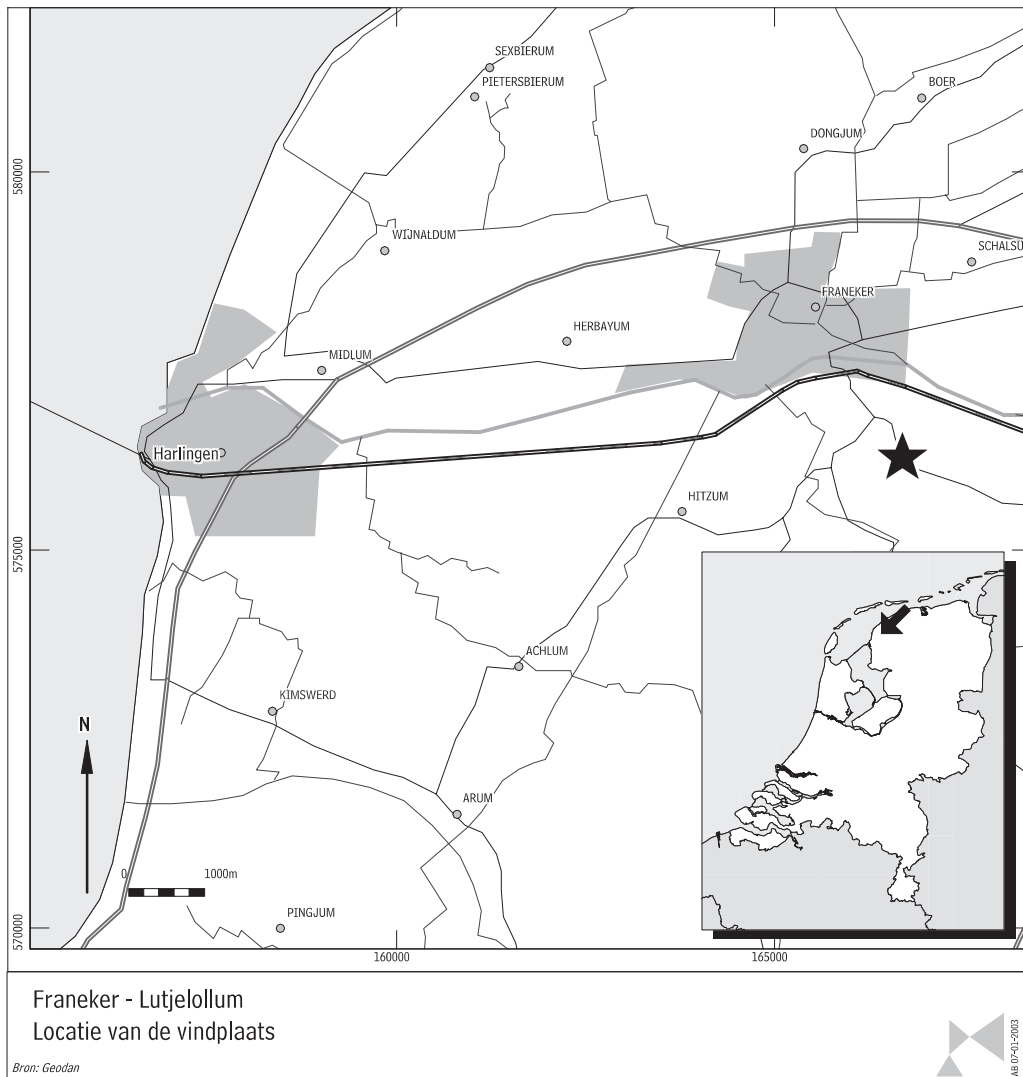 SEXBIERUM
PIETERSBIERUM
BOER
DONGJUM
580000
WIJNALDUM
SCHALSU
FRANEKER
HERBAYUM
MIDLUM
Harlingen
HITZUM
575000
ACHLUM
KIMSWERD
N
ARUM
0 1000m
PINGJUM
570000
160000 165000
Franeker - Lutjelollum
Locatie van de vindplaats
Bron: Geodan
AB 07-01-2003